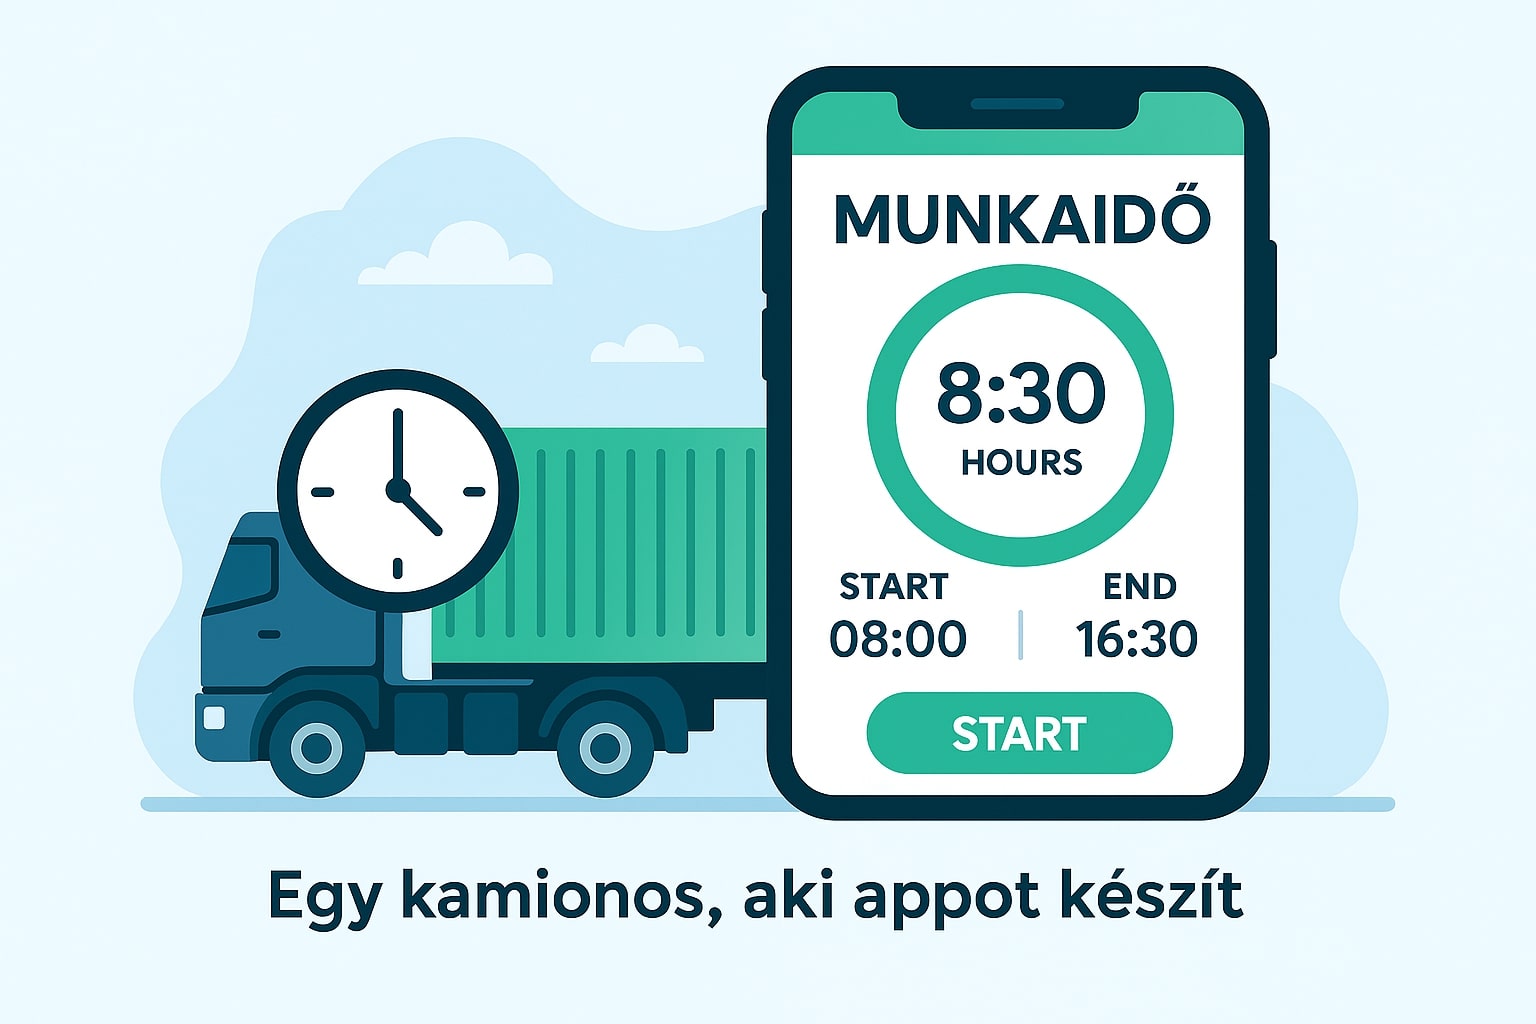 MUNKAIDŐ
8:30
HOURS
START
08:00
END
16:30
START
Egy kamionos, aki appot készít